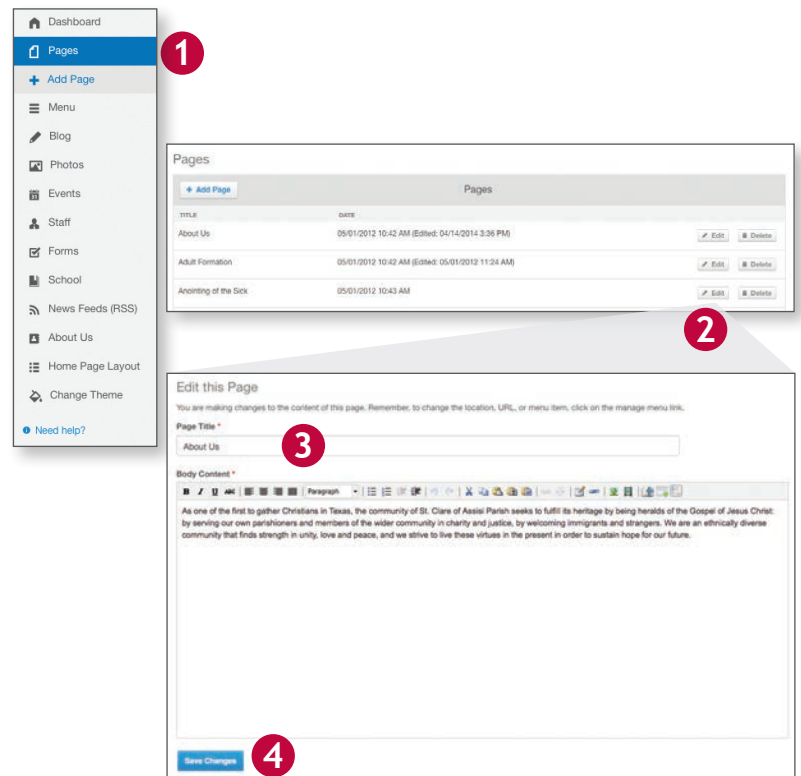 Dashboard
Pages
1
Add Page
Menu
Blog
Photos
Events
Staff
Forms
School
News Feeds (RSS)
About Us
Home Page Layout
Change Theme
Need help?
Pages
+ Add Page
Pages
TITLE DATE
About Us 05/01/2012 10:42 AM (Edited: 04/14/2014 3:36 PM) Edit Delete
Adult Formation 05/01/2012 10:42 AM (Edited: 05/01/2012 11:24 AM) Edit Delete
Anointing of the Sick 05/01/2012 10:43 AM Edit Delete
2
Edit this Page
You are making changes to the content of this page. Remember, to change the location, URL, or menu item, click on the manage menu link.
Page Title *
About Us
3
Body Content *
B I U ABC Paragraph
As one of the first to gather Christians in Texas, the community of St. Clare of Assisi Parish seeks to fulfill its heritage by being heralds of the Gospel of Jesus Christ:
by serving our own parishioners and members of the wider community in charity and justice, by welcoming immigrants and strangers. We are an ethnically diverse
community that finds strength in unity, love and peace, and we strive to live these virtues in the present in order to sustain hope for our future.
Save Changes
4